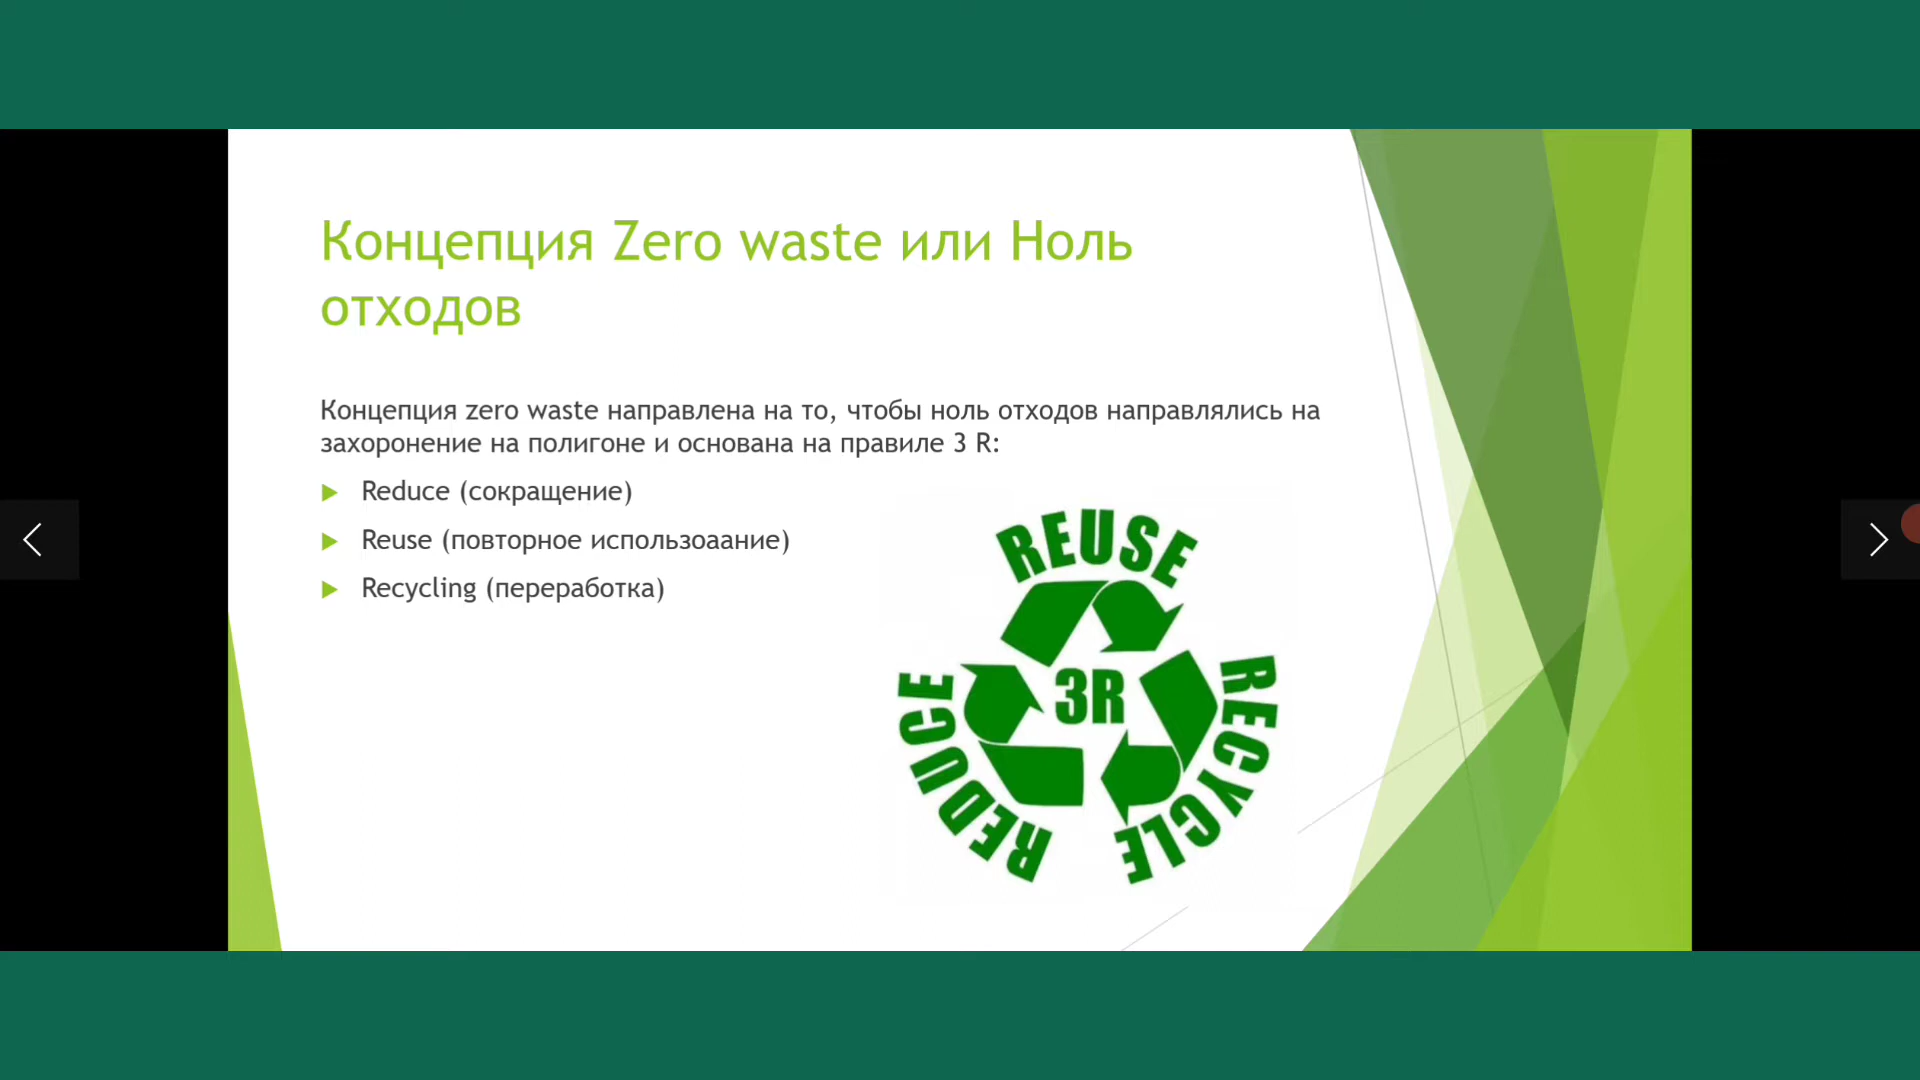 Концепция Zero waste или Ноль
отходов
Концепция zero waste направлена на то, чтобы ноль отходов направлялись на
захоронение на полигоне и основана на правиле 3 R:
Reduce (сокращение)
Reuse (повторное использоаание)
Recycling (переработка)
REUSE
3R
REDUCE
RECYCLE